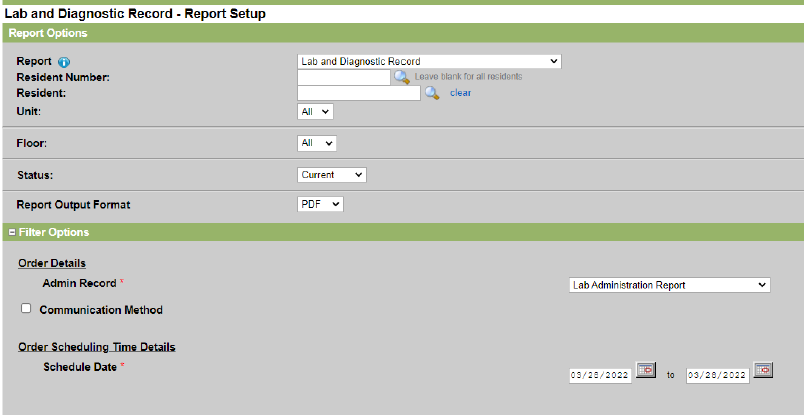 Lab and Diagnostic Record - Report Setup
Report Options
Report Lab and Diagnostic Record
Resident Number: Leave blank for all residents
Resident: clear
Unit: All
Floor: All
Status: Current
Report Output Format PDF
Filter Options
Order Details
Admin Record * Lab Administration Report
Communication Method
Order Scheduling Time Details
Schedule Date * 03/28/2022 to 03/28/2022